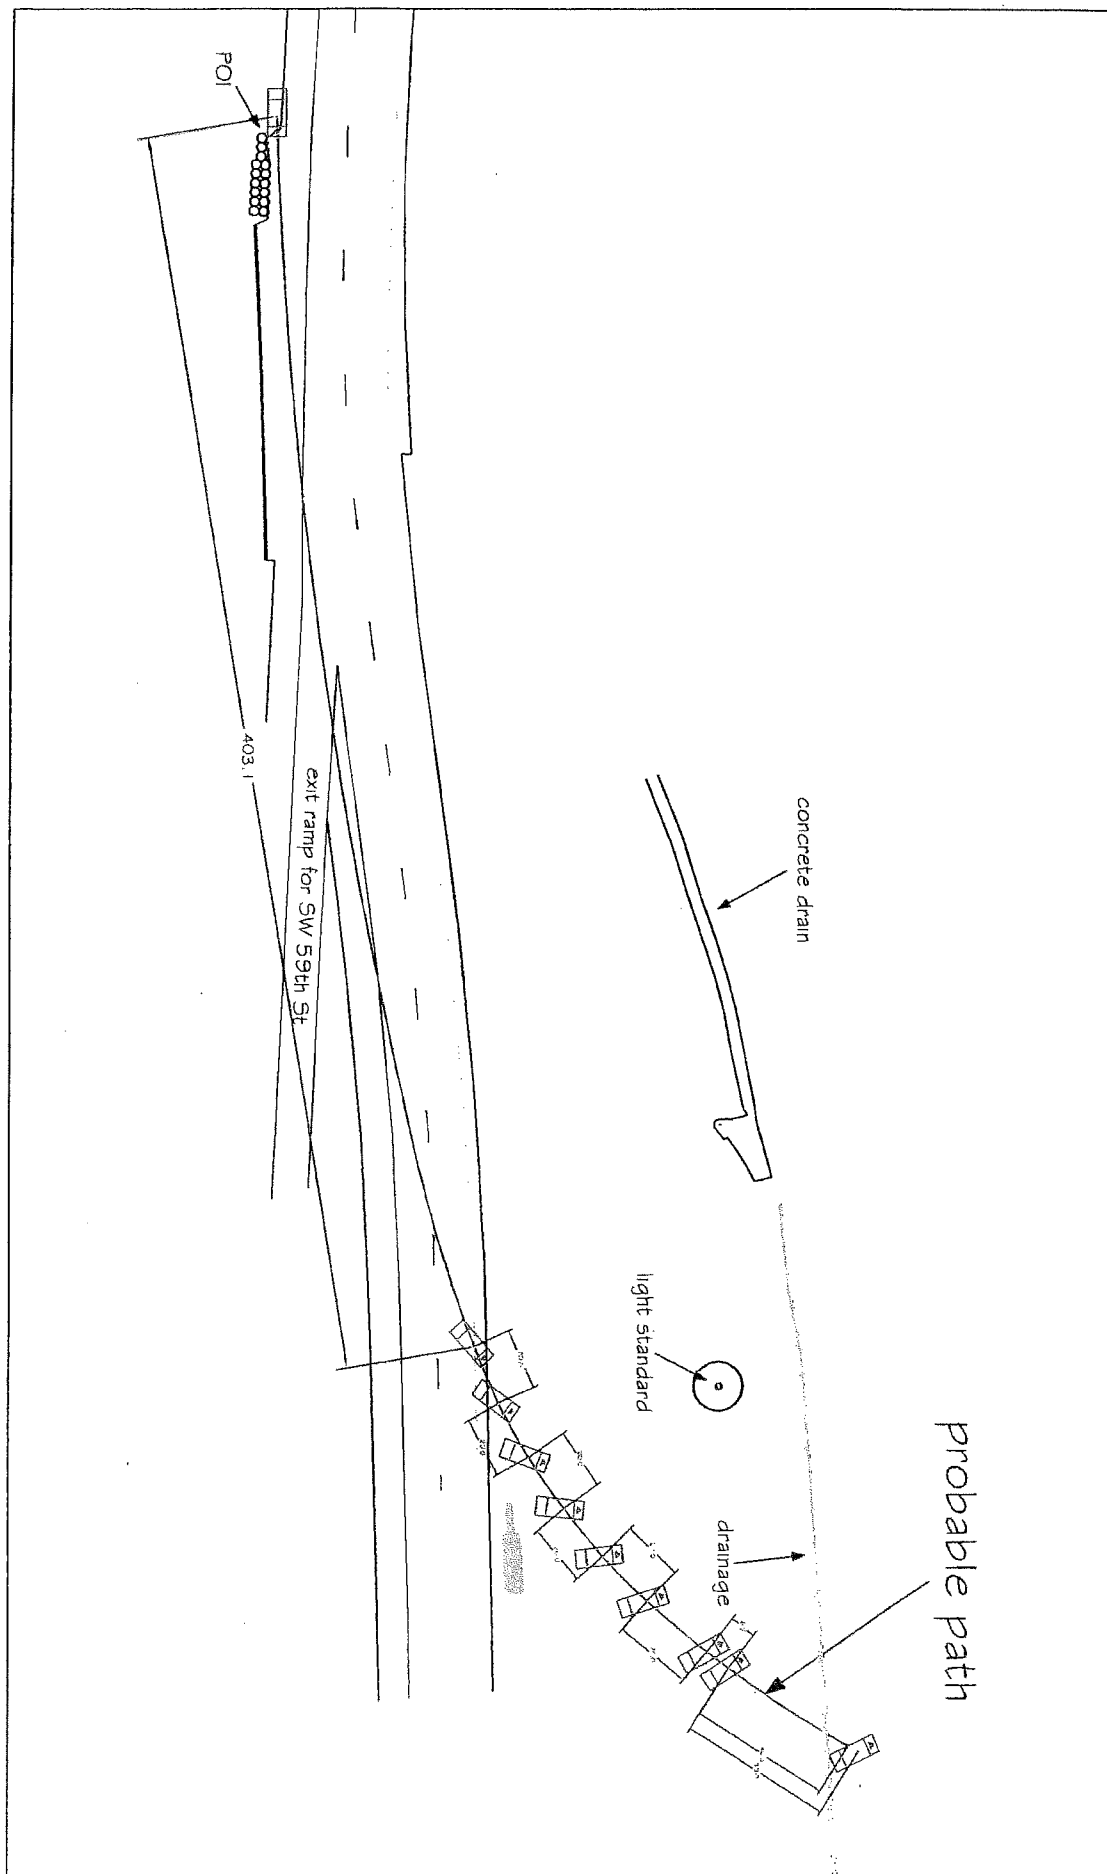 POI
403.1
exit ramp for SW 59th St
concrete drain
light standard
drainage
probable path